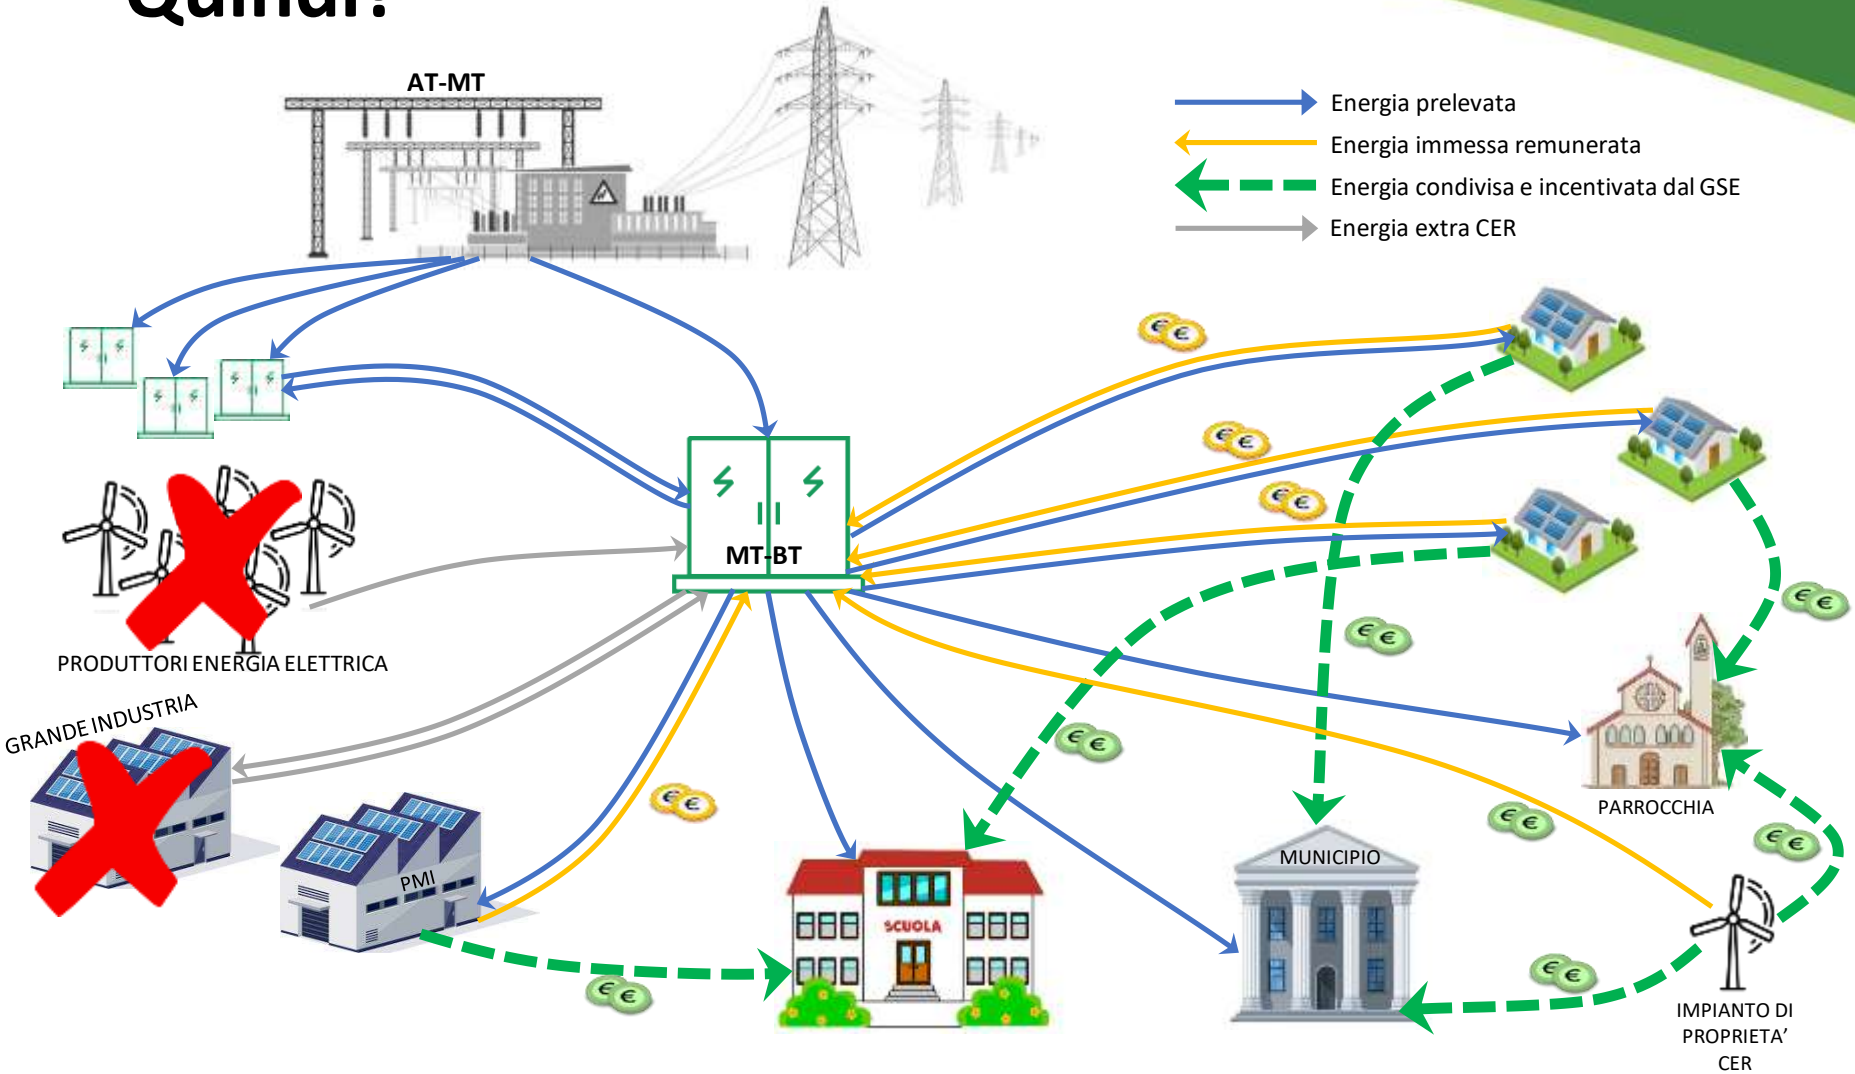 Quindi?
AT-MT
Energia prelevata
Energia immessa remunerata
Energia condivisa e incentivata dal GSE
Energia extra CER
MT-BT
PRODUTTORI ENERGIA ELETTRICA
GRANDE INDUSTRIA
PMI
SCUOLA
MUNICIPIO
PARROCCHIA
IMPIANTO DI
PROPRIETA’
CER